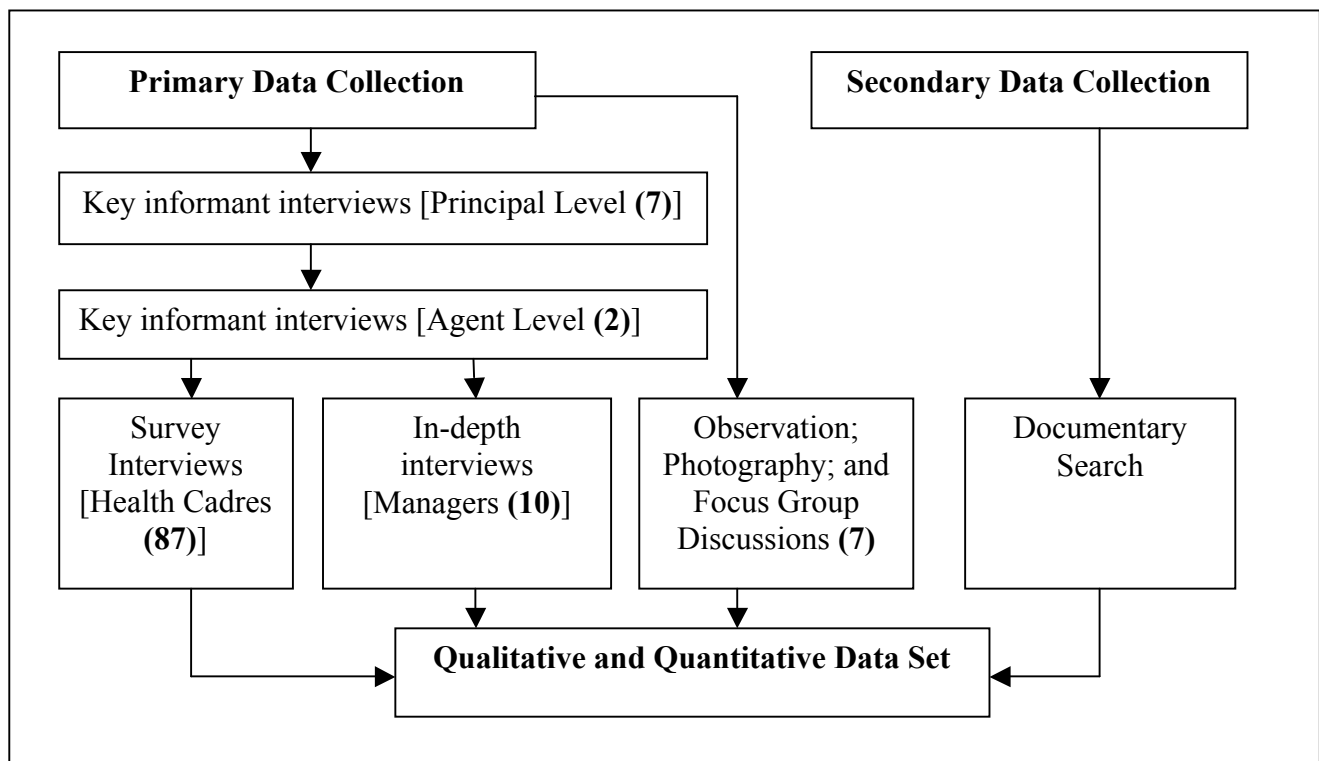 Primary Data Collection
Secondary Data Collection
Key informant interviews [Principal Level (7)]
Key informant interviews [Agent Level (2)]
Survey
Interviews
[Health Cadres
(87)]
In-depth
interviews
[Managers (10)]
Observation;
Photography; and
Focus Group
Discussions (7)
Documentary
Search
Qualitative and Quantitative Data Set